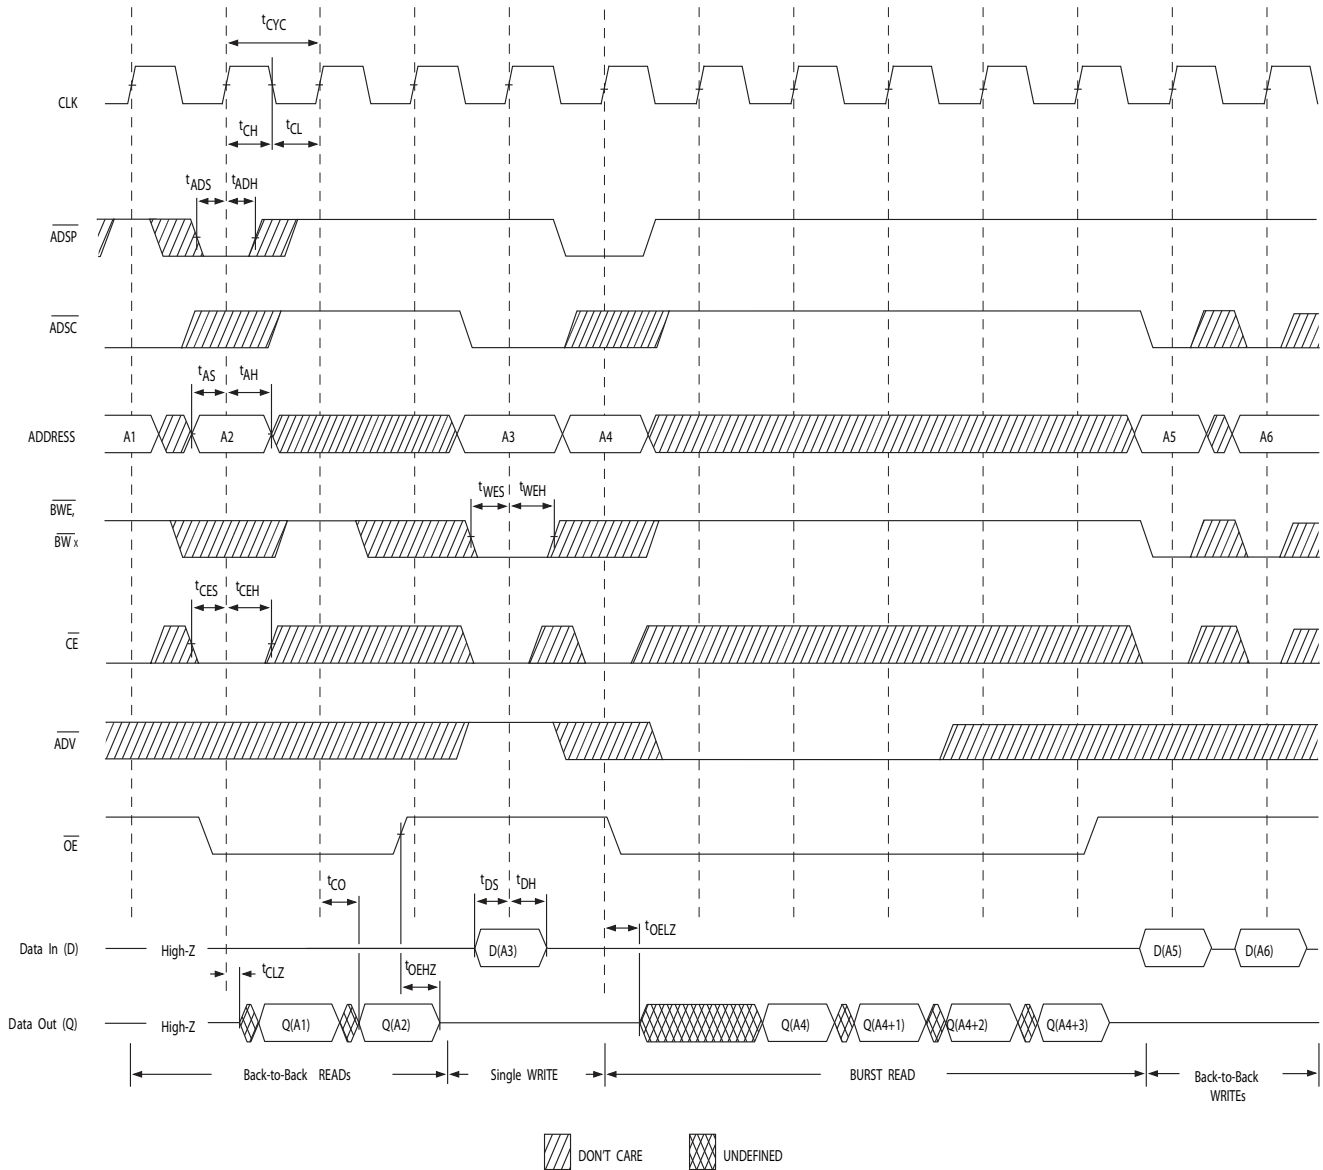 tCYC
CLK
tCH tCL
tADS tADH
ADSP
ADSC
tAS tAH
ADDRESS A1 A2 A3 A4 A5 A6
tWES tWEH
BWE,
BWx
tCES tCEH
CE
ADV
OE
tCO tDS tDH
tOELZ
Data In (D) High-Z D(A3) D(A5) D(A6)
tCLZ tOEHZ
Data Out (Q) High-Z Q(A1) Q(A2) Q(A4) Q(A4+1) Q(A4+2) Q(A4+3)
Back-to-Back READs Single WRITE BURST READ Back-to-Back
WRITEs
DON'T CARE UNDEFINED